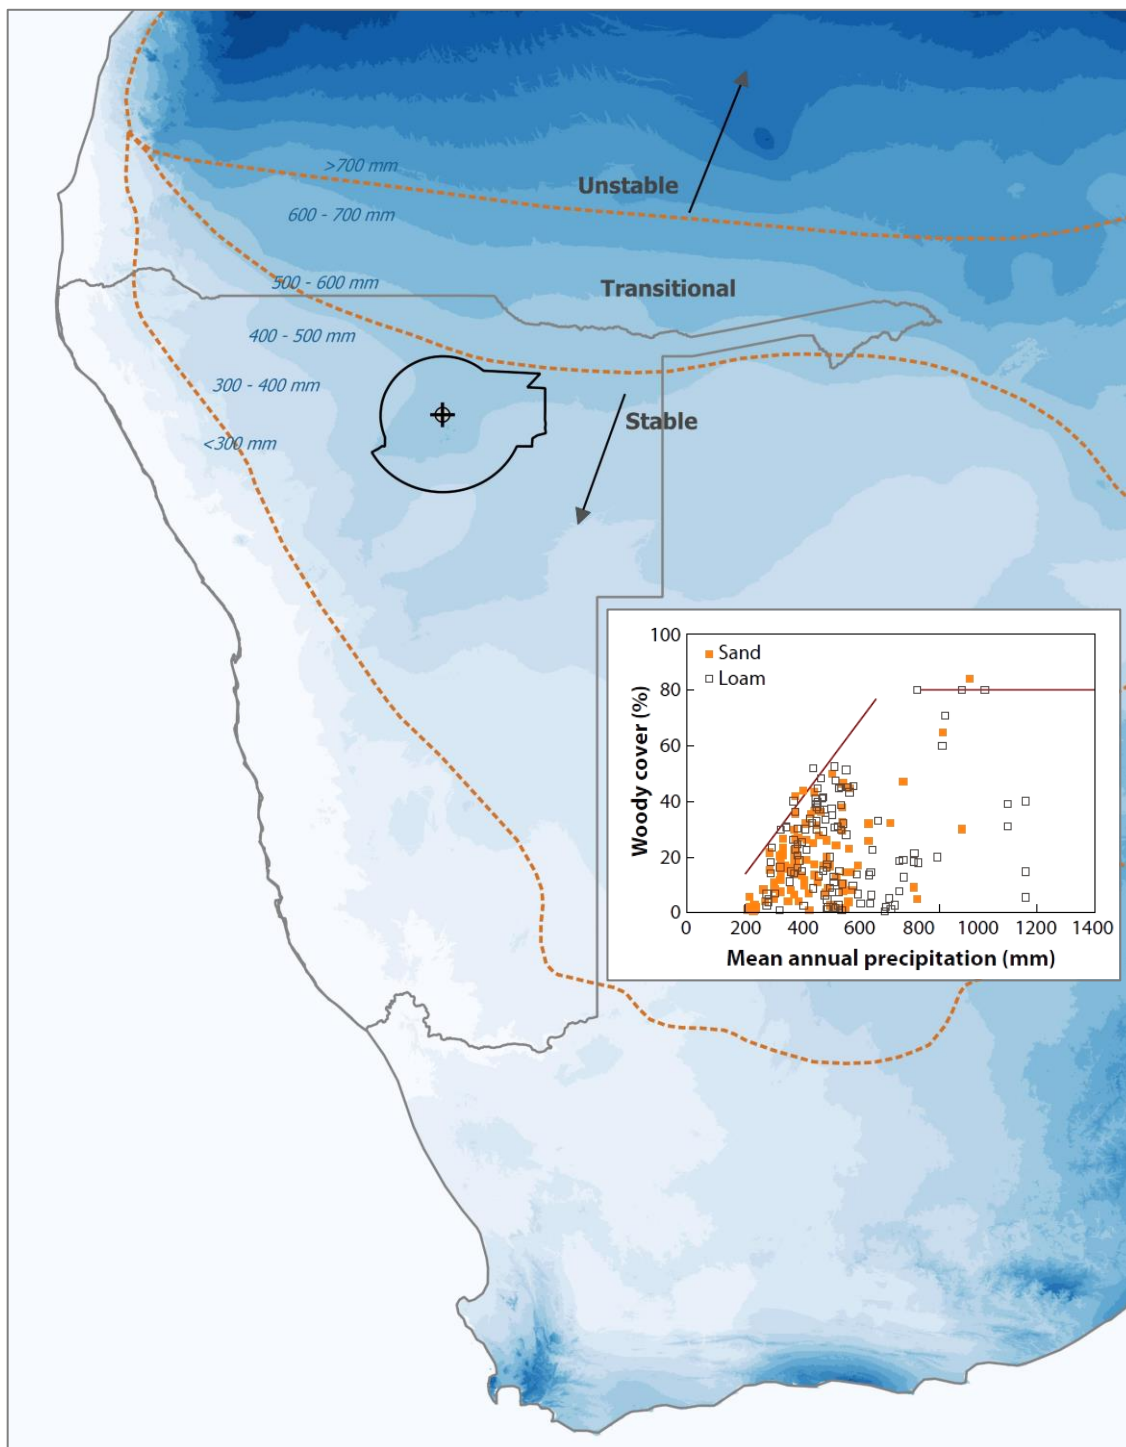 >700 mm
Unstable
600 - 700 mm
500 - 600 mm
Transitional
400 - 500 mm
300 - 400 mm
Stable
<300 mm
100
80
60
40
20
0
Woody cover (%)
Sand
Loam
0
200
400
600
800
1000
1200
1400
Mean annual precipitation (mm)